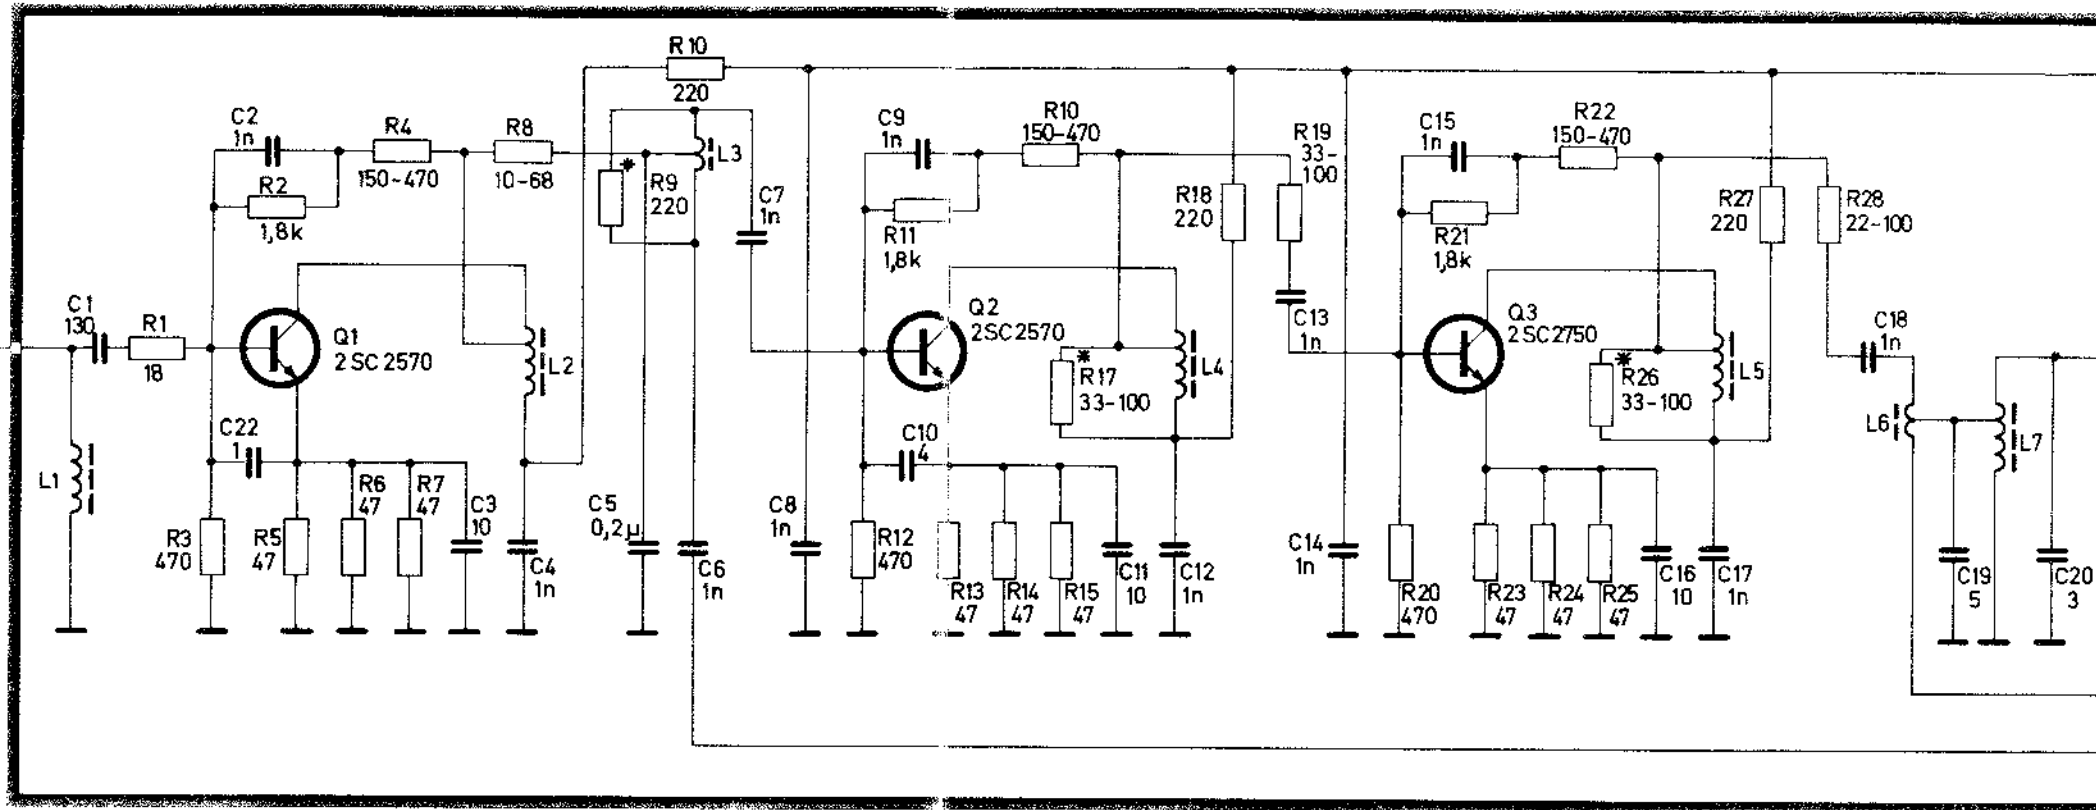 R10
220
C2
1n
R4
150-470
R8
10-68
R2
1,8k
L3
*
R9
220
C7
1n
C1
130
R1
18
Q1
2SC2570
L2
C22
1
L1
R3
470
R5
47
R6
47
R7
47
C3
10
C4
1n
C5
0,2µ
C6
1n
C9
1n
R10
150-470
R11
1,8k
R18
220
R19
33-
100
Q2
2SC2570
*
R17
33-100
L4
C13
1n
C10
4
C8
1n
R12
470
R13
47
R14
47
R15
47
C11
10
C12
1n
C15
1n
R22
150-470
R21
1,8k
R27
220
R28
22-100
Q3
2SC2750
*
R26
33-100
L5
C18
1n
L6
L7
C14
1n
R20
470
R23
47
R24
47
R25
47
C16
10
C17
1n
C19
5
C20
3